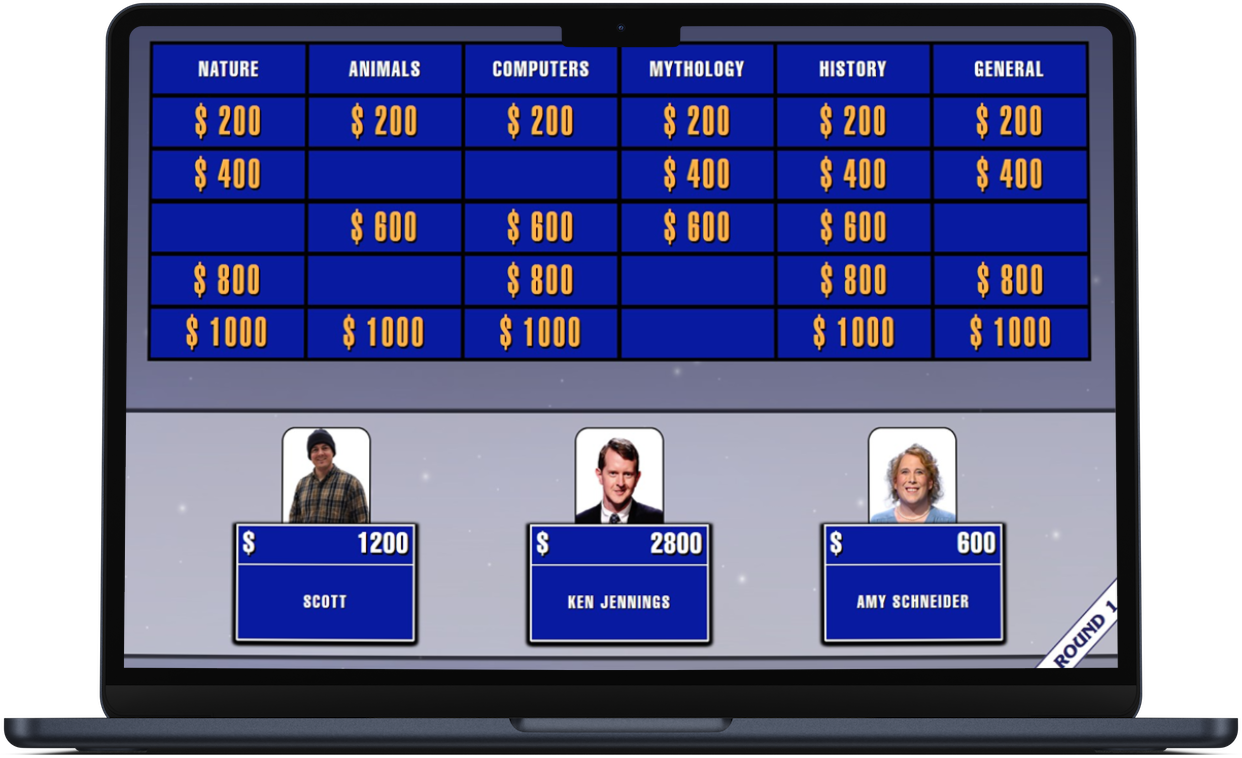 NATURE ANIMALS COMPUTERS MYTHOLOGY HISTORY GENERAL
$ 200 $ 200 $ 200 $ 200 $ 200 $ 200
$ 400 $ 400 $ 400 $ 400
$ 600 $ 600 $ 600 $ 600
$ 800 $ 800 $ 800 $ 800
$ 1000 $ 1000 $ 1000 $ 1000 $ 1000
$ 1200 $ 2800 $ 600
SCOTT KEN JENNINGS AMY SCHNEIDER
ROUND 1